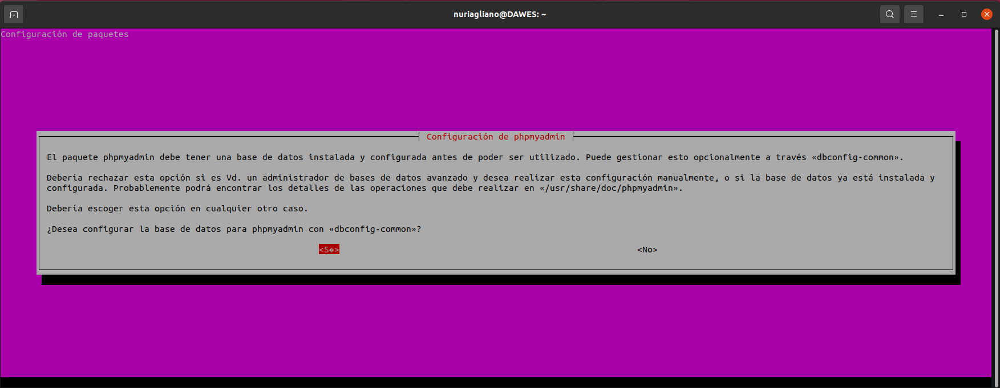 nuriagliano@DAWES: ~
Configuración de paquetes
Configuración de phpmyadmin
El paquete phpmyadmin debe tener una base de datos instalada y configurada antes de poder ser utilizado. Puede gestionar esto opcionalmente a través «dbconfig-common».
Debería rechazar esta opción si es Vd. un administrador de bases de datos avanzado y desea realizar esta configuración manualmente, o si la base de datos ya está instalada y
configurada. Probablemente podrá encontrar los detalles de las operaciones que debe realizar en «/usr/share/doc/phpmyadmin».
Debería escoger esta opción en cualquier otro caso.
¿Desea configurar la base de datos para phpmyadmin con «dbconfig-common»?
<S�> <No>